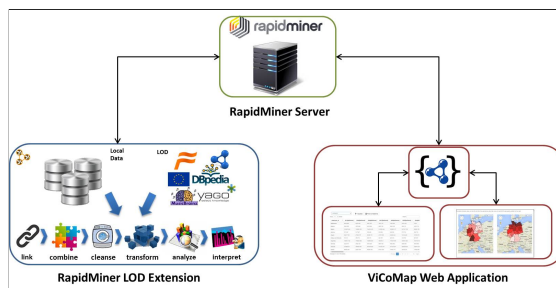 rapidminer
RapidMiner Server
Local
Data
LOD
DBpedia
yago
link
combine
cleanse
transform
analyze
interpret
RapidMiner LOD Extension
{ }
ViCoMap Web Application